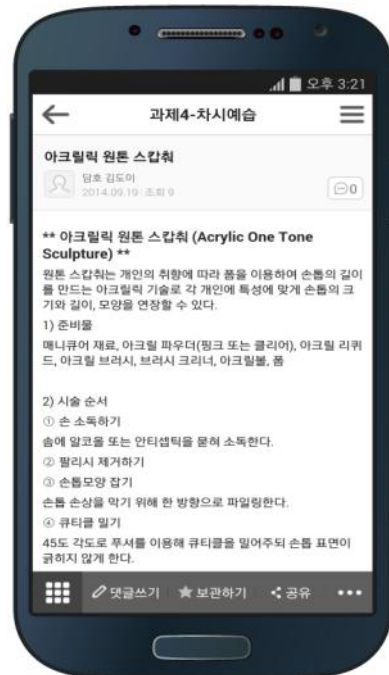 오후 3:21
과제4-차시예습
아크릴릭 원톤 스캅춰
담호 김도이
2014.09.19 · 조회 9
0
** 아크릴릭 원톤 스캅춰 (Acrylic One Tone
Sculpture) **
원톤 스캅춰는 개인의 취향에 따라 폼을 이용하여 손톱의 길이
를 만드는 아크릴릭 기술로 각 개인에 특성에 맞게 손톱의 크
기와 길이, 모양을 연장할 수 있다.
1) 준비물
매니큐어 재료, 아크릴 파우더(핑크 또는 클리어), 아크릴 리퀴
드, 아크릴 브러시, 브러시 크리너, 아크릴볼, 폼
2) 시술 순서
① 손 소독하기
솜에 알코올 또는 안티셉틱을 묻혀 소독한다.
② 팔리시 제거하기
③ 손톱모양 잡기
손톱 손상을 막기 위해 한 방향으로 파일링한다.
④ 큐티클 밀기
45도 각도로 푸셔를 이용해 큐티클을 밀어주되 손톱 표면이
긁히지 않게 한다.
댓글쓰기 보관하기 공유